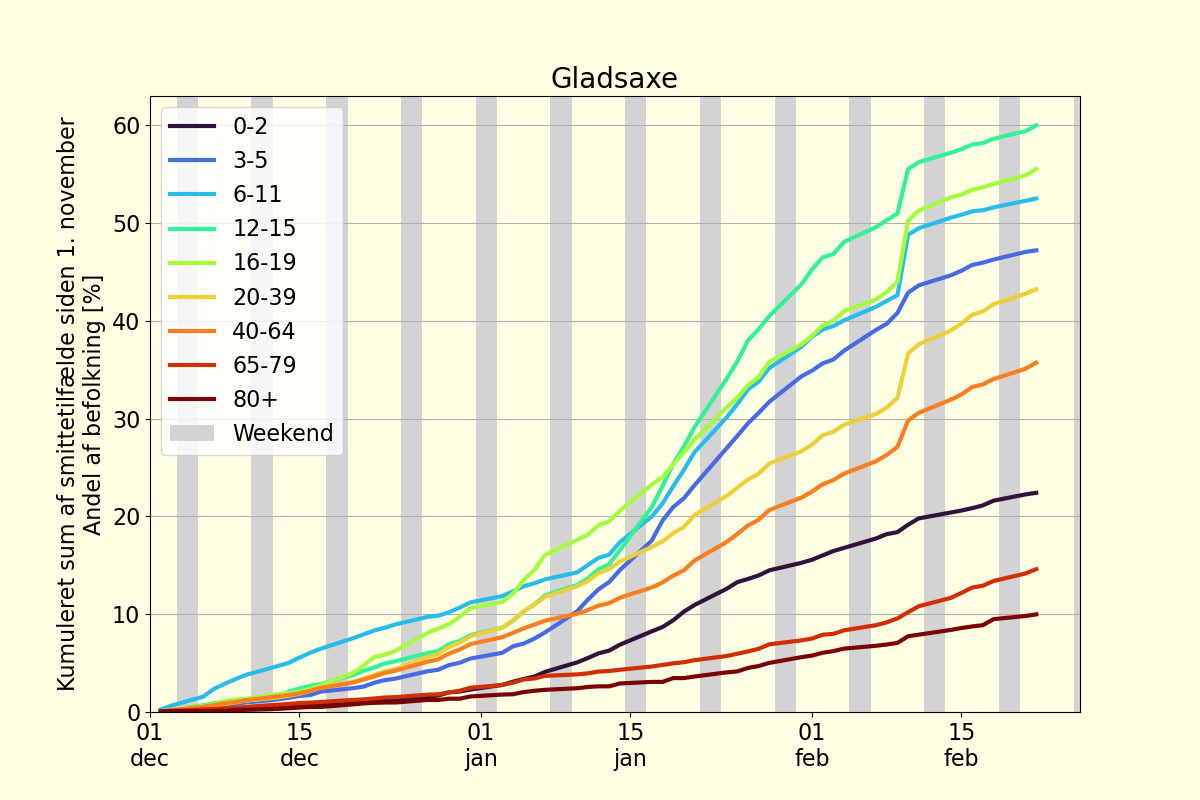 Gladsaxe
Kumuleret sum af smittetilfælde siden 1. november
Andel af befolkning [%]
60
50
40
30
20
10
0
0-2
3-5
6-11
12-15
16-19
20-39
40-64
65-79
80+
Weekend
01 15 01 15 01 15
dec dec jan jan feb feb